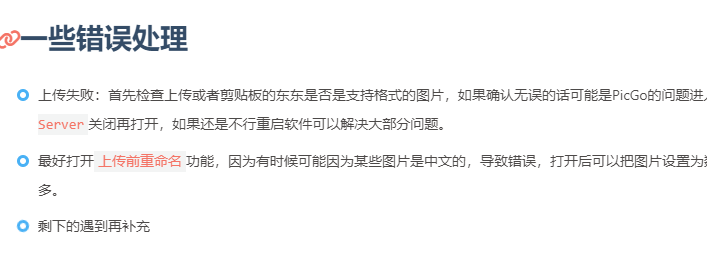 一些错误处理
上传失败：首先检查上传或者剪贴板的东东是否是支持格式的图片，如果确认无误的话可能是PicGo的问题进
Server 关闭再打开，如果还是不行重启软件可以解决大部分问题。
最好打开 上传前重命名 功能，因为有时候可能因为某些图片是中文的，导致错误，打开后可以把图片设置为
多。
剩下的遇到再补充